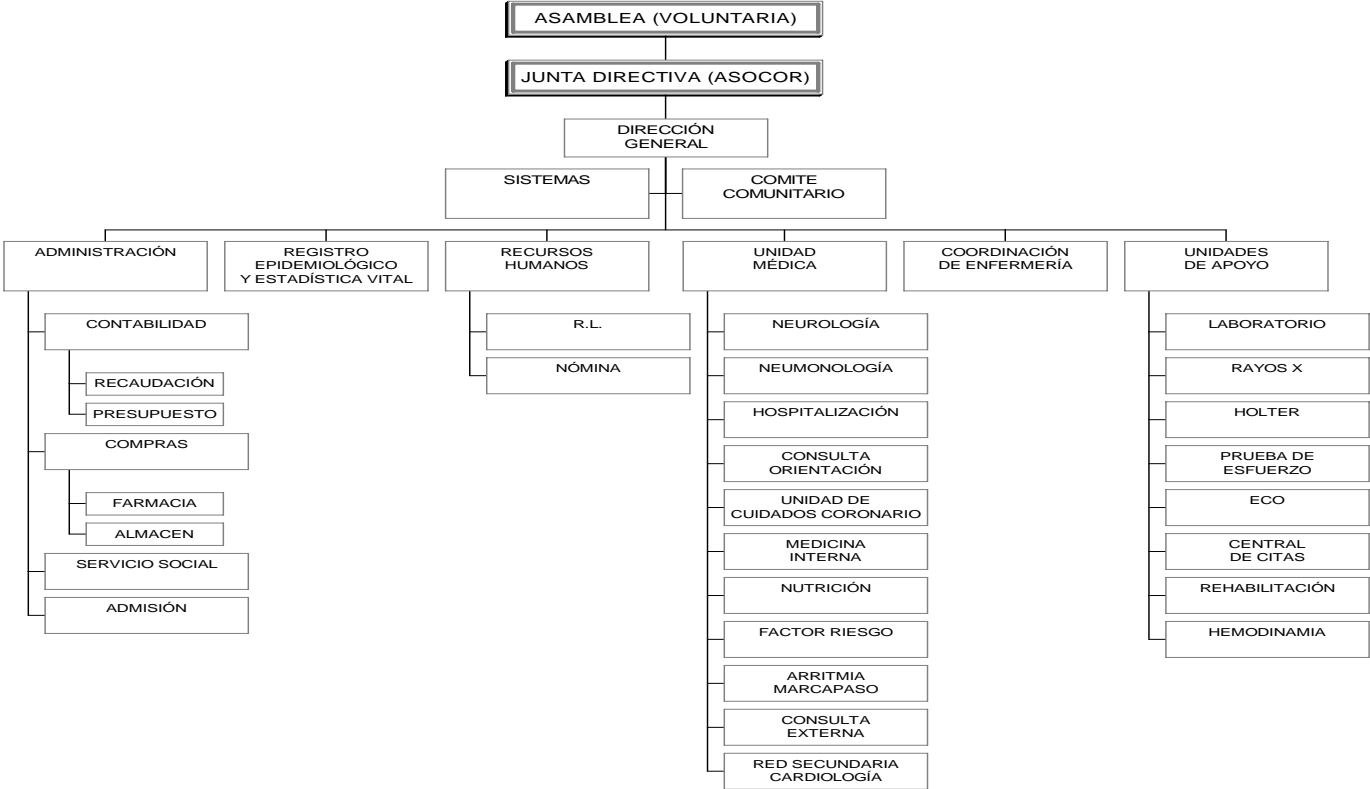 ASAMBLEA (VOLUNTARIA)
JUNTA DIRECTIVA (ASOCOR)
DIRECCIÓN
GENERAL
SISTEMAS
COMITE
COMUNITARIO
ADMINISTRACIÓN
REGISTRO
EPIDEMIOLÓGICO
Y ESTADÍSTICA VITAL
RECURSOS
HUMANOS
UNIDAD
MÉDICA
COORDINACIÓN
DE ENFERMERÍA
UNIDADES
DE APOYO
CONTABILIDAD
RECAUDACIÓN
PRESUPUESTO
COMPRAS
FARMACIA
ALMACEN
SERVICIO SOCIAL
ADMISIÓN
R.L.
NÓMINA
NEUROLOGÍA
NEUMONOLOGÍA
HOSPITALIZACIÓN
CONSULTA
ORIENTACIÓN
UNIDAD DE
CUIDADOS CORONARIO
MEDICINA
INTERNA
NUTRICIÓN
FACTOR RIESGO
ARRITMIA
MARCAPASO
CONSULTA
EXTERNA
RED SECUNDARIA
CARDIOLOGÍA
LABORATORIO
RAYOS X
HOLTER
PRUEBA DE
ESFUERZO
ECO
CENTRAL
DE CITAS
REHABILITACIÓN
HEMODINAMIA